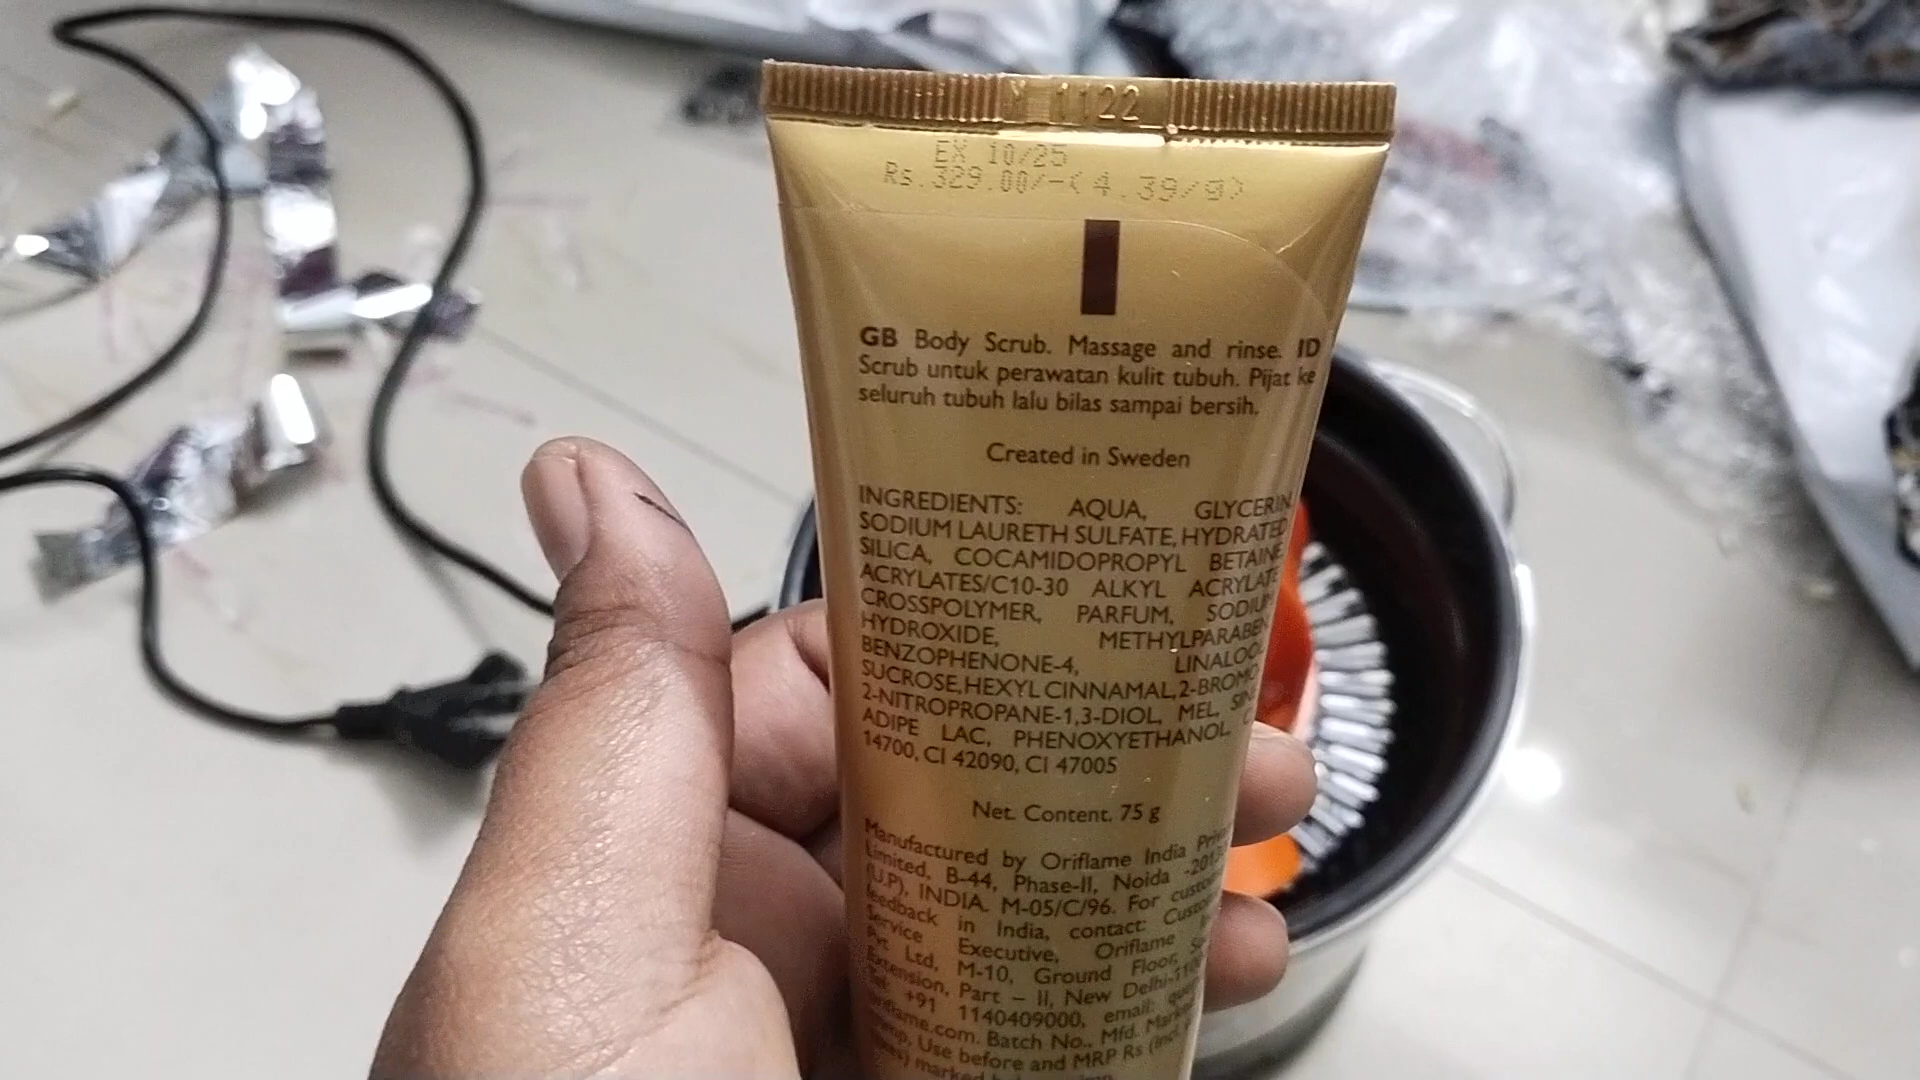 1122
EX 10/25
Rs.329.00/-(4.39/g)
GB Body Scrub. Massage and rinse. ID
Scrub untuk perawatan kulit tubuh. Pijat ke
seluruh tubuh lalu bilas sampai bersih.
Created in Sweden
INGREDIENTS: AQUA, GLYCERIN,
SODIUM LAURETH SULFATE, HYDRATED
SILICA, COCAMIDOPROPYL BETAINE,
ACRYLATES/C10-30 ALKYL ACRYLATE
CROSSPOLYMER, PARFUM, SODIUM
HYDROXIDE, METHYLPARABEN,
BENZOPHENONE-4, LINALOOL,
SUCROSE, HEXYL CINNAMAL, 2-BROMO-
2-NITROPROPANE-1,3-DIOL, MEL,
ADIPE LAC, PHENOXYETHANOL,
14700, CI 42090, CI 47005
Net. Content. 75 g
Manufactured by Oriflame India
Limited, B-44, Phase-II, Noida
(U.P), INDIA. M-05/C/96. For
feedback in India, contact:
Service Executive, Oriflame
Pvt Ltd, M-10, Ground Floor,
Extension, Part – II, New
Tel: +91 1140409000, email:
Batch No., Mfd.
Use before and MRP Rs